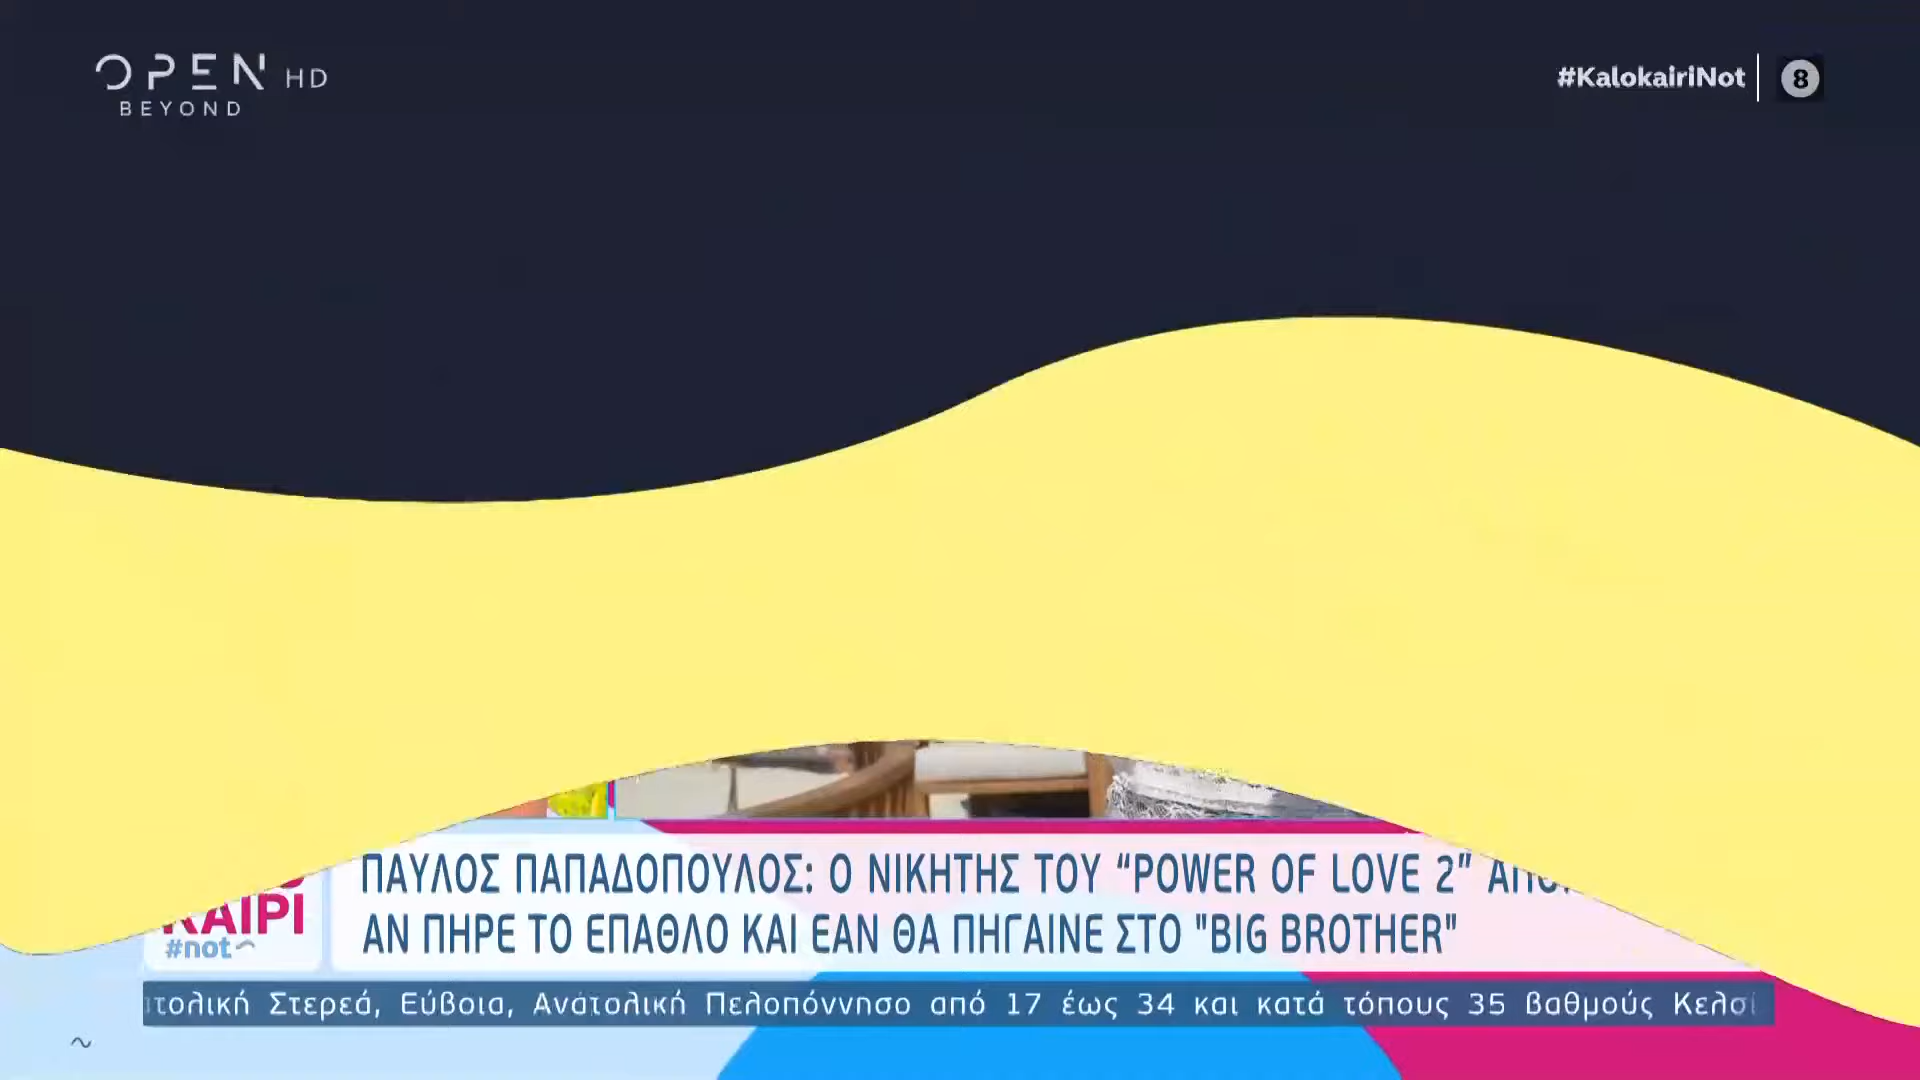 OPEN HD
BEYOND
#KalokairiNot
8
ΠΑΥΛΟΣ ΠΑΠΑΔΟΠΟΥΛΟΣ: Ο ΝΙΚΗΤΗΣ ΤΟΥ “POWER OF LOVE 2”
ΑΝ ΠΗΡΕ ΤΟ ΕΠΑΘΛΟ ΚΑΙ ΕΑΝ ΘΑ ΠΗΓΑΙΝΕ ΣΤΟ "BIG BROTHER"
ΚΑΙΡΙ
#not
Στερεά, Εύβοια, Ανατολική Πελοπόννησο από 17 έως 34 και κατά τόπους 35 βαθμούς